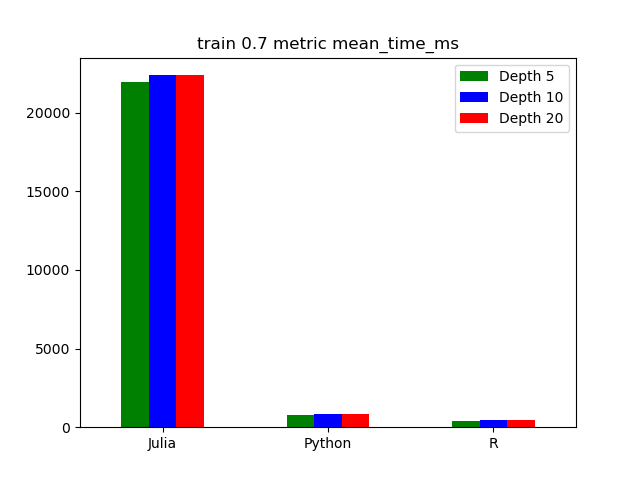 train 0.7 metric mean_time_ms
Depth 5
Depth 10
Depth 20
20000
15000
10000
5000
0
Julia
Python
R